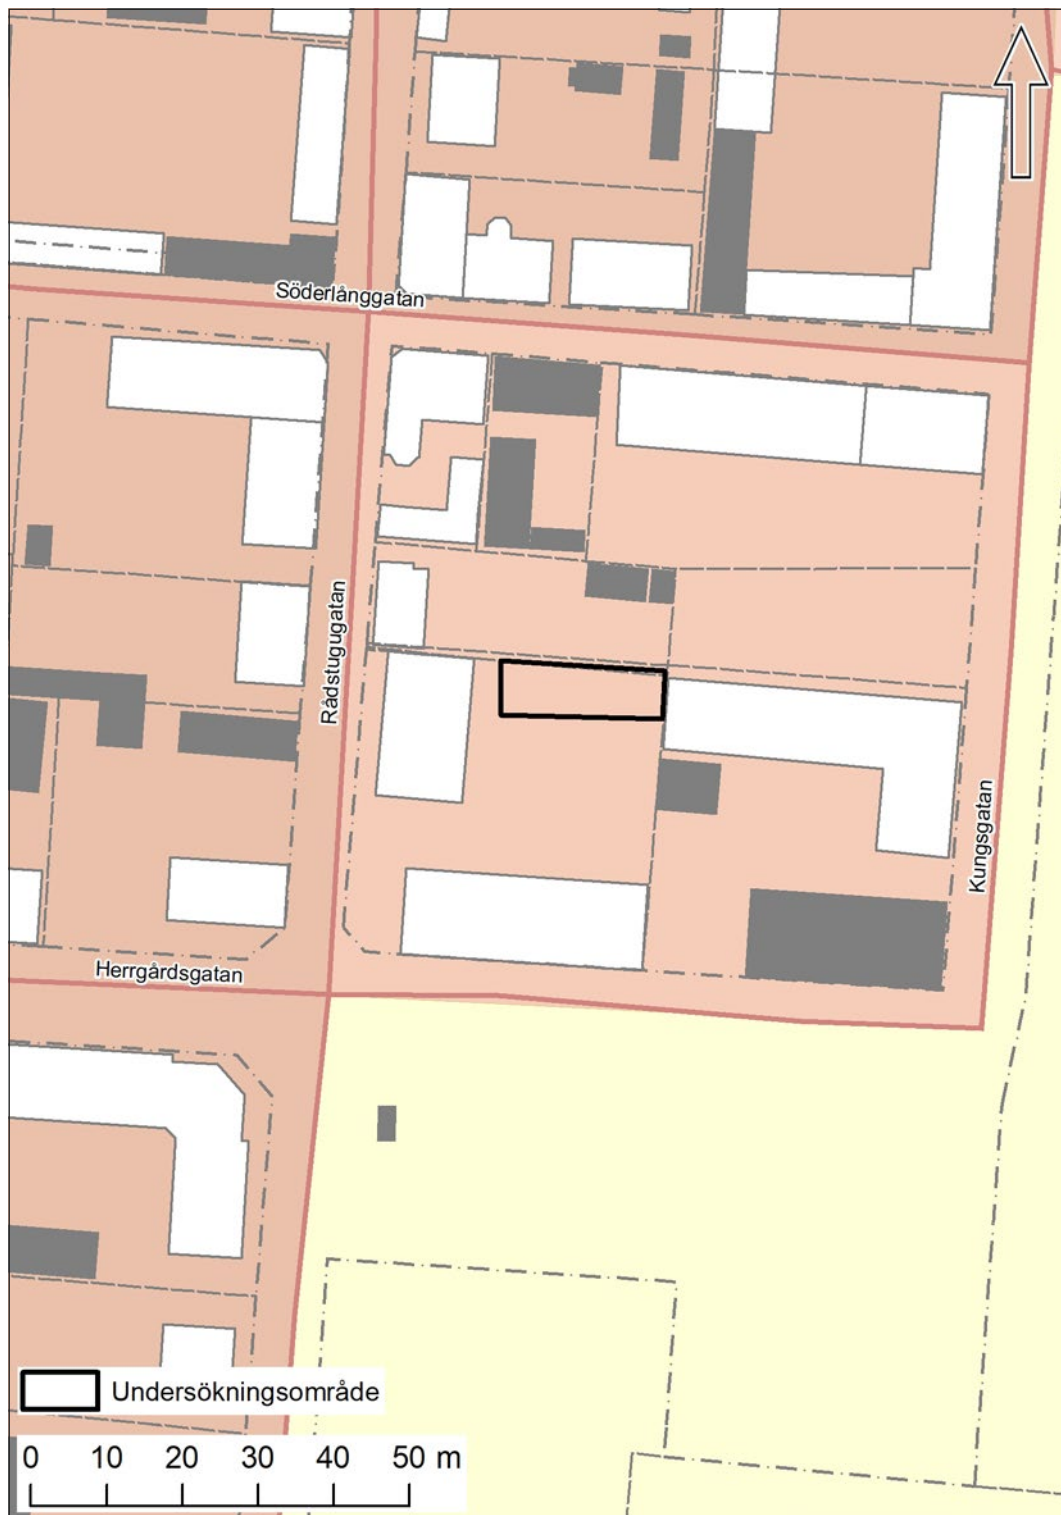 Söderlånggatan
Rådstugugatan
Kungsgatan
Herrgårdsgatan
Undersökningsområde
0 10 20 30 40 50 m